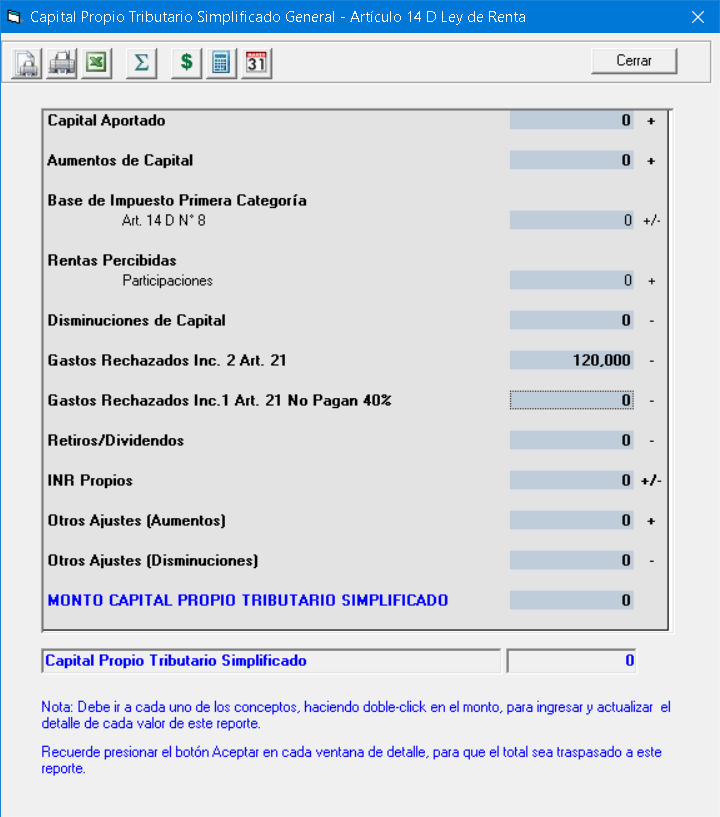 Capital Propio Tributario Simplificado General - Artículo 14 D Ley de Renta
Σ $ MARTES 31 Cerrar
Capital Aportado 0 +
Aumentos de Capital 0 +
Base de Impuesto Primera Categoría
Art. 14 D N° 8 0 +/-
Rentas Percibidas
Participaciones 0 +
Disminuciones de Capital 0 -
Gastos Rechazados Inc. 2 Art. 21 120,000 -
Gastos Rechazados Inc.1 Art. 21 No Pagan 40% 0 -
Retiros/Dividendos 0 -
INR Propios 0 +/-
Otros Ajustes (Aumentos) 0 +
Otros Ajustes (Disminuciones) 0 -
MONTO CAPITAL PROPIO TRIBUTARIO SIMPLIFICADO 0
Capital Propio Tributario Simplificado 0
Nota: Debe ir a cada uno de los conceptos, haciendo doble-click en el monto, para ingresar y actualizar el
detalle de cada valor de este reporte.
Recuerde presionar el botón Aceptar en cada ventana de detalle, para que el total sea traspasado a este
reporte.